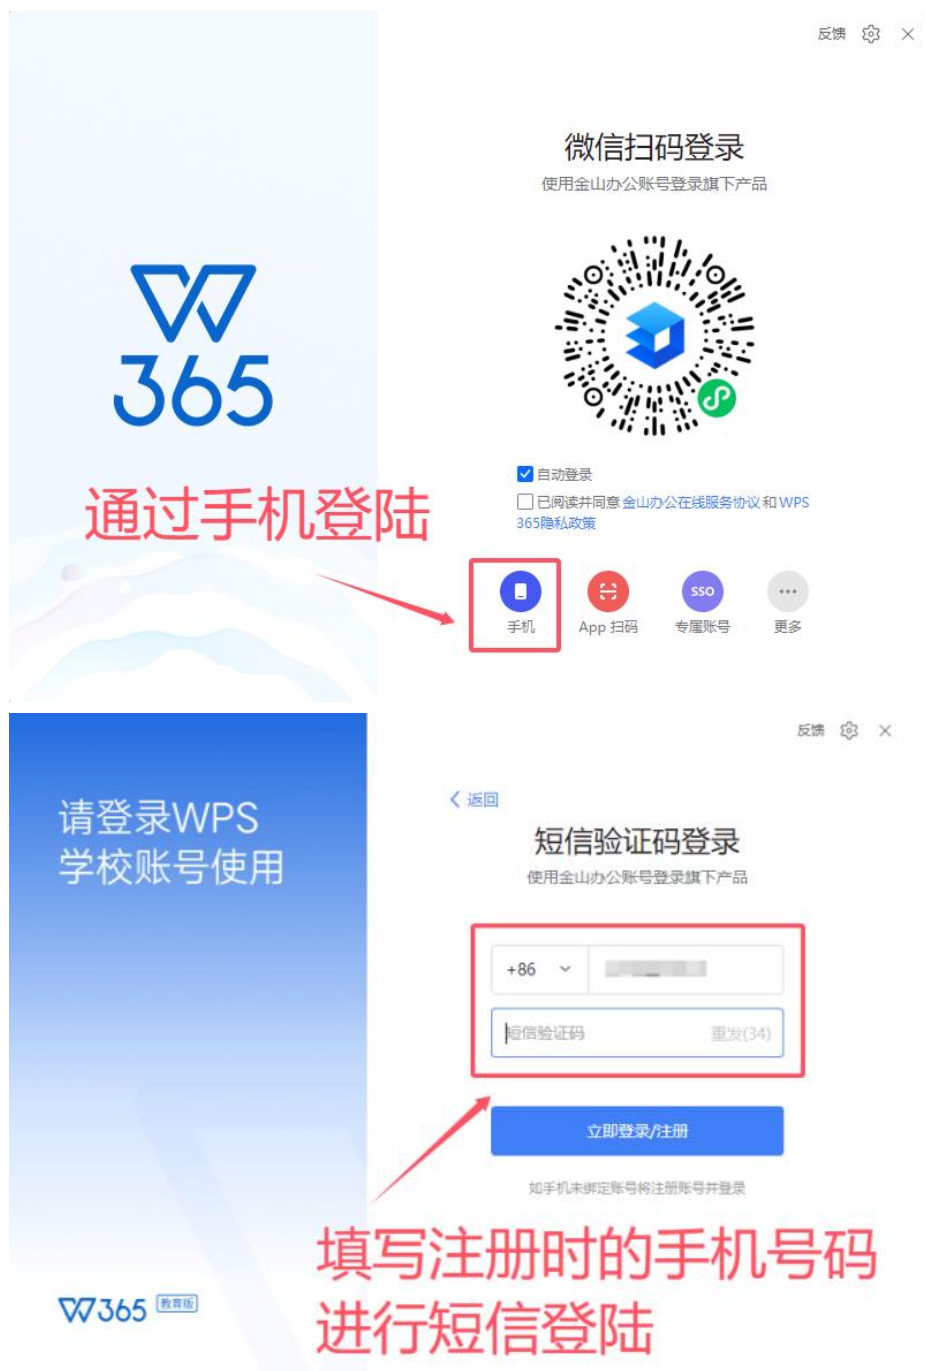 反馈
微信扫码登录
使用金山办公账号登录旗下产品
W
365
自动登录
已阅读并同意 金山办公在线服务协议 和 WPS
365隐私政策
通过手机登陆
手机
App 扫码
SSO
专属账号
更多
反馈
请登录WPS
学校账号使用
返回
短信验证码登录
使用金山办公账号登录旗下产品
+86
短信验证码
重发(34)
立即登录/注册
如手机未绑定账号将注册账号并登录
填写注册时的手机号码
进行短信登陆
W365 教育版